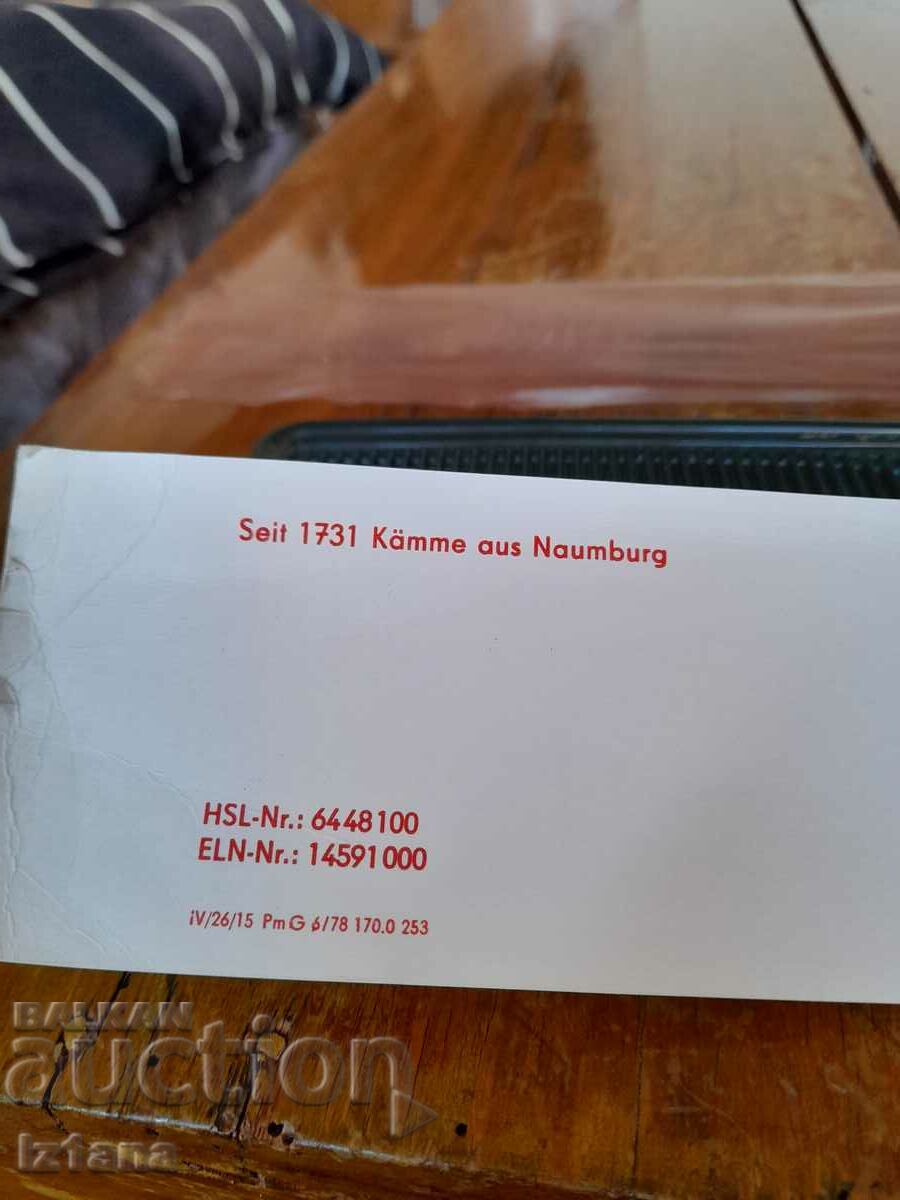 Seit 1731 Kämme aus Naumburg
HSL-Nr.: 6448100
ELN-Nr.: 14591000
iV/26/15 PmG 6/78 170.0 253
BALKAN
auction
Iztana